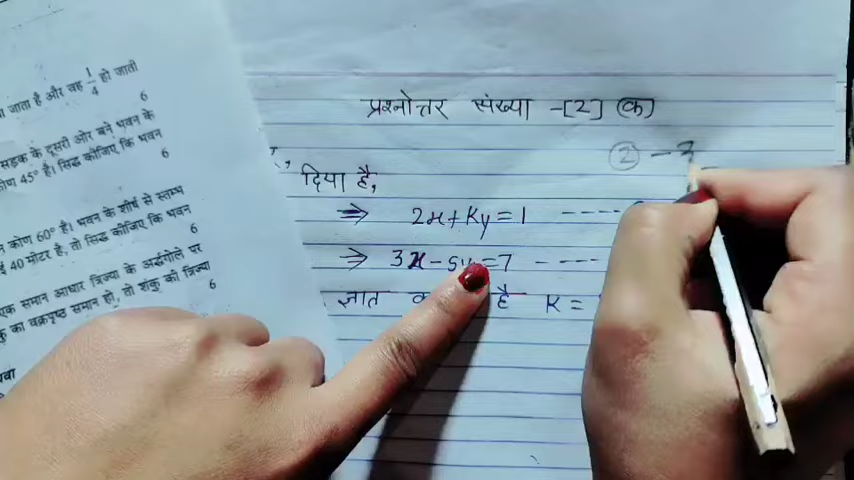 ा जाता है और वह 1/4 हो जाती
6
सड़क के दूसरी ओर बने भवन के
कोण 45° है। सिद्ध कीजिए कि भवन
6
न कोण 60° है। भवन के शीर्ष से स्तम्भ
ई 40 मोटर है, तो सिद्ध कीजिए कि भवन
6
एक समान आधार त्रिज्या के अर्द्धगोले पर
कु का वक्रपृष्ठ समान हो, तो शंकु की त्रिज्या
6
थवा
प्रश्नोत्तर संख्या -[2] (क)
② -
दिया है,
⇒ 2x+Ky=1 ----
⇒ 3x-5y=7 ----
ज्ञात है K =